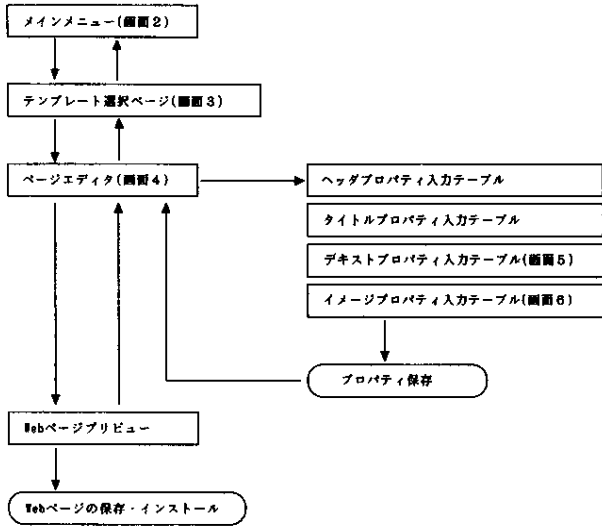 メインメニュー(画面2)
テンプレート選択ページ(画面3)
ページエディタ(画面4)
ヘッダプロパティ入力テーブル
タイトルプロパティ入力テーブル
デキストプロパティ入力テーブル(画面5)
イメージプロパティ入力テーブル(画面6)
プロパティ保存
Webページプリビュー
Webページの保存・インストール